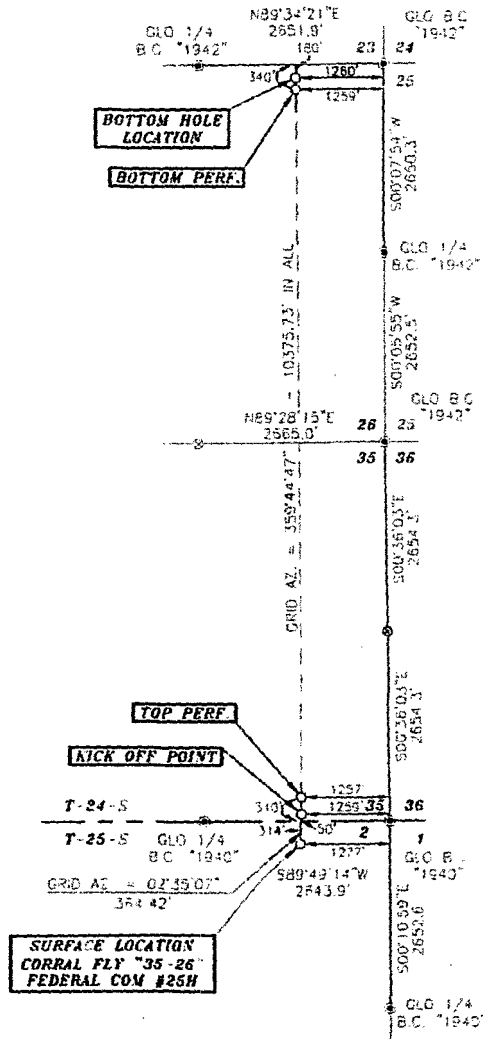 N89°34'21"E
2651.9'
GLO 1/4
B.C. "1942"
GLO B.C.
"1942"
180'
23 24
25
340'
1260'
1259'
BOTTOM HOLE
LOCATION
BOTTOM PERF.
S00°07'54"W
2650.3'
GLO 1/4
B.C. "1942"
10375.73' IN ALL
S00°05'55"W
2652.5'
GLO B.C.
"1942"
N89°28'15"E
2665.0'
26 25
35 36
GRID AZ. = 359°44'47"
S00°36'03"E
2654.3'
S00°36'03"E
2654.3'
TOP PERF.
KICK OFF POINT
1257'
T-24-S
340'
1259'
35 36
T-25-S
GLO 1/4
B.C. "1940"
314'
50'
2 1
GLO B.
"1940"
1277'
GRID AZ. = 02°35'07"
364.42'
S89°49'14"W
2643.9'
S00°10'59"E
SURFACE LOCATION
CORRAL FLY "35-26"
FEDERAL COM #25H
GLO 1/4
B.C. "1940"